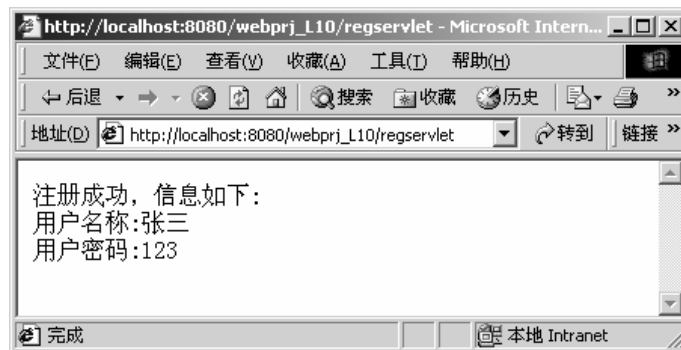 http://localhost:8080/webprj_L10/regservlet - Microsoft Intern...
文件(F) 编辑(E) 查看(V) 收藏(A) 工具(T) 帮助(H)
后退 搜索 收藏 历史 »
地址(D) http://localhost:8080/webprj_L10/regservlet 转到 链接 »
注册成功，信息如下:
用户名称:张三
用户密码:123
完成 本地 Intranet